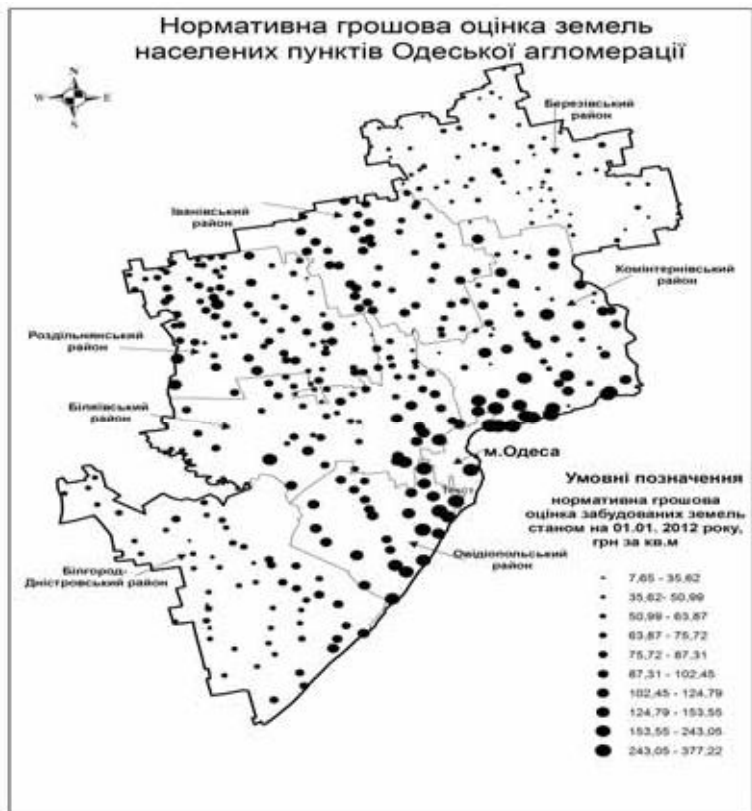 Нормативна грошова оцінка земель
населених пунктів Одеської агломерації
N
W
E
S
Березівський
район
Іванівський
район
Комінтернівський
район
Роздільнянський
район
Біляївський
район
м.Одеса
Умовні позначення
нормативна грошова
оцінка забудованих земель
станом на 01.01. 2012 року,
грн за кв.м
Овідіопольський
район
Білгород-
Дністровський район
7,65 - 35,62
35,62- 50,99
50,99 - 63,87
63,87 - 75,72
75,72 - 87,31
87,31 - 102,45
102,45 - 124,79
124,79 - 153,55
153,55 - 243,05
243,05 - 377,22